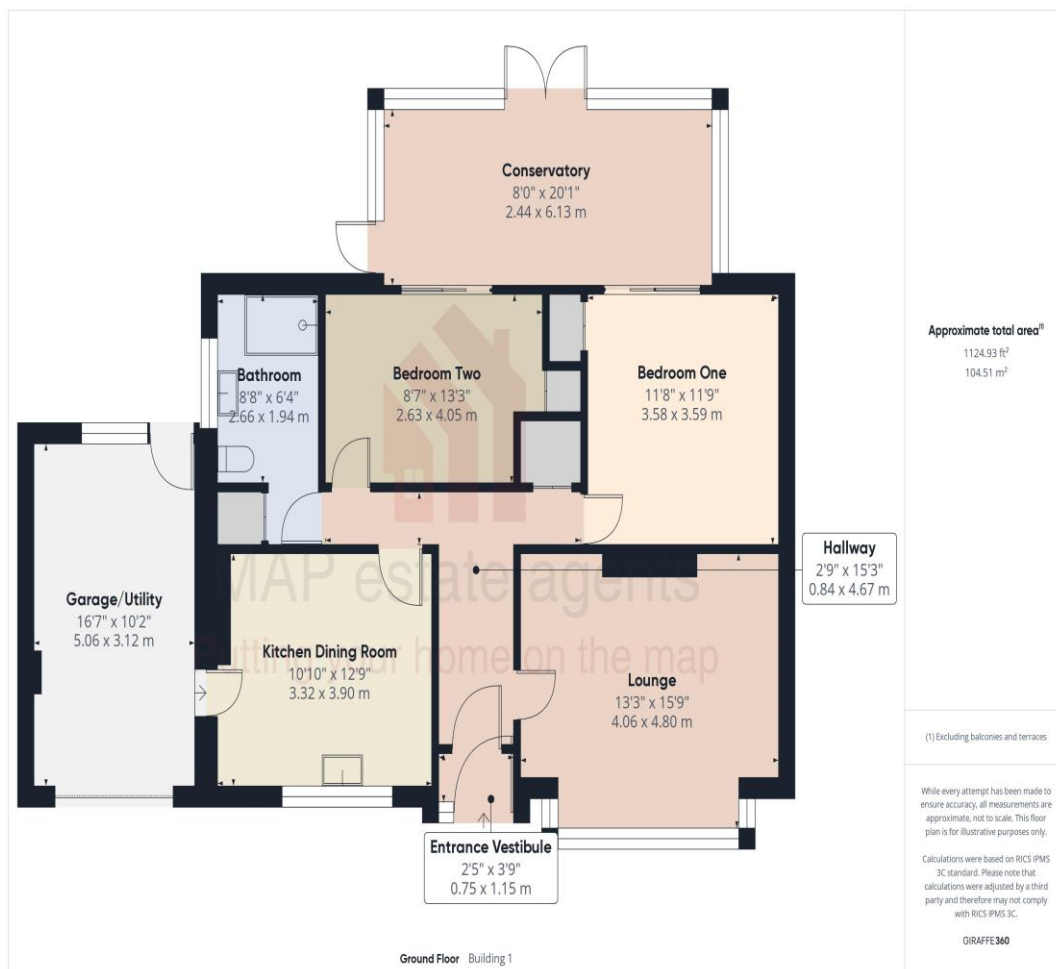 Conservatory
8'0" x 20'1"
2.44 x 6.13 m
Bathroom
8'8" x 6'4"
2.66 x 1.94 m
Bedroom Two
8'7" x 13'3"
2.63 x 4.05 m
Bedroom One
11'8" x 11'9"
3.58 x 3.59 m
Hallway
2'9" x 15'3"
0.84 x 4.67 m
MAP estate agents
Putting your home on the map
Garage/Utility
16'7" x 10'2"
5.06 x 3.12 m
Kitchen Dining Room
10'10" x 12'9"
3.32 x 3.90 m
Lounge
13'3" x 15'9"
4.06 x 4.80 m
Entrance Vestibule
2'5" x 3'9"
0.75 x 1.15 m
Ground Floor Building 1
Approximate total area(1)
1124.93 ft²
104.51 m²
(1) Excluding balconies and terraces
While every attempt has been made to
ensure accuracy, all measurements are
approximate, not to scale. This floor
plan is for illustrative purposes only.
Calculations were based on RICS IPMS
3C standard. Please note that
calculations were adjusted by a third
party and therefore may not comply
with RICS IPMS 3C.
GIRAFFE360